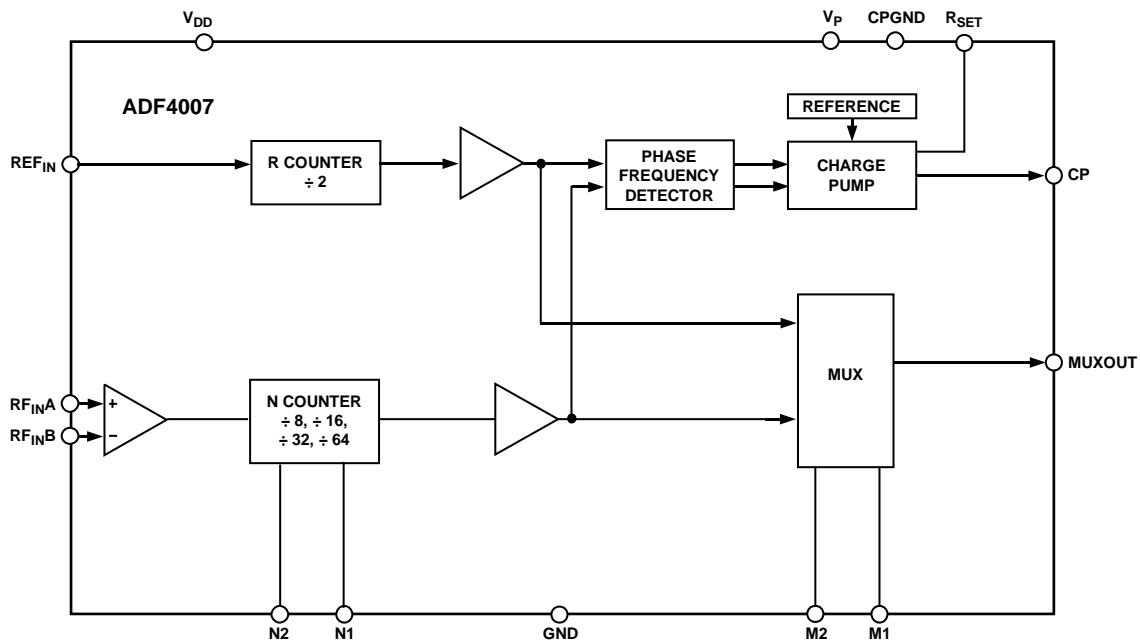 VDD
VP
CPGND
RSET
ADF4007
REFERENCE
REFIN
R COUNTER
÷ 2
PHASE
FREQUENCY
DETECTOR
CHARGE
PUMP
CP
MUX
MUXOUT
RFINA
+
RFINB
–
N COUNTER
÷ 8, ÷ 16,
÷ 32, ÷ 64
N2
N1
GND
M2
M1